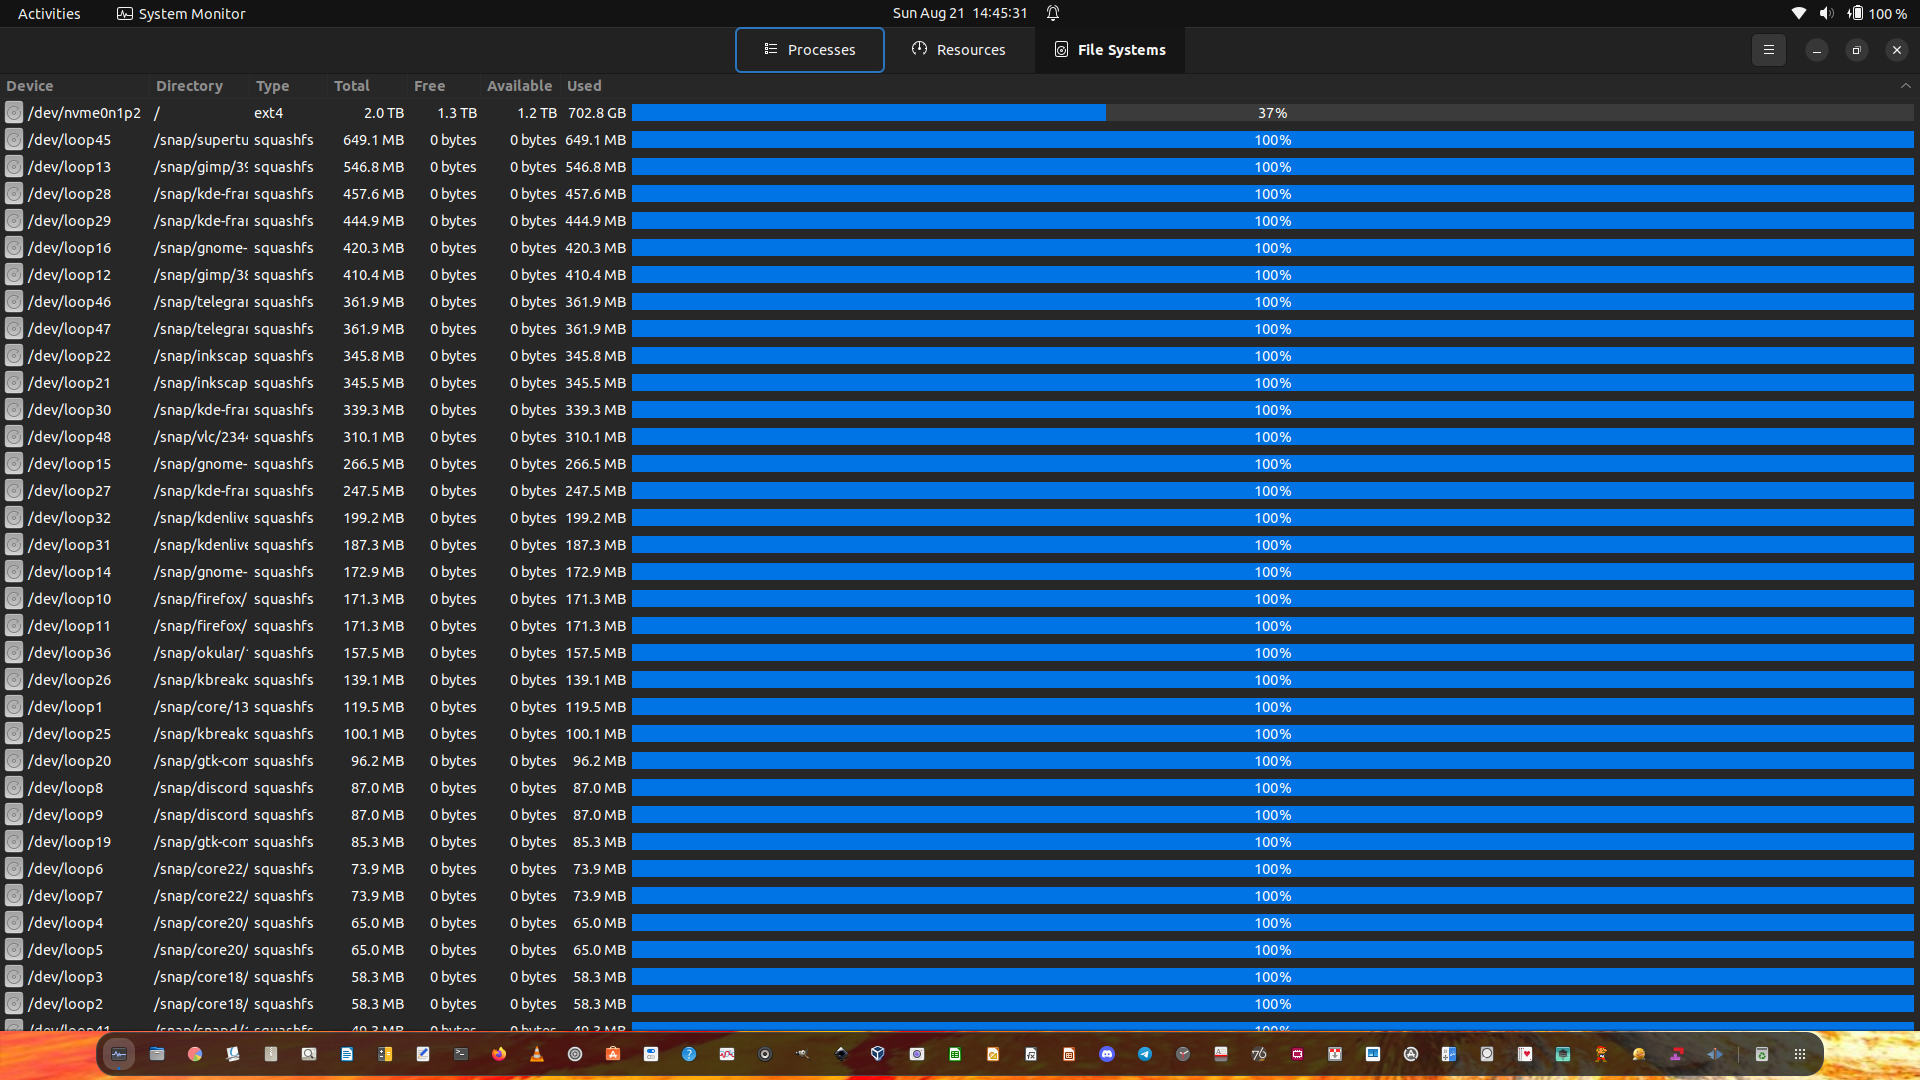 Activities System Monitor Sun Aug 21 14:45:31 100 %
Processes Resources File Systems
Device Directory Type Total Free Available Used
/dev/nvme0n1p2 / ext4 2.0 TB 1.3 TB 1.2 TB 702.8 GB 37%
/dev/loop45 /snap/supertu squashfs 649.1 MB 0 bytes 0 bytes 649.1 MB 100%
/dev/loop13 /snap/gimp/39 squashfs 546.8 MB 0 bytes 0 bytes 546.8 MB 100%
/dev/loop28 /snap/kde-fra squashfs 457.6 MB 0 bytes 0 bytes 457.6 MB 100%
/dev/loop29 /snap/kde-fra squashfs 444.9 MB 0 bytes 0 bytes 444.9 MB 100%
/dev/loop16 /snap/gnome- squashfs 420.3 MB 0 bytes 0 bytes 420.3 MB 100%
/dev/loop12 /snap/gimp/38 squashfs 410.4 MB 0 bytes 0 bytes 410.4 MB 100%
/dev/loop46 /snap/telegra squashfs 361.9 MB 0 bytes 0 bytes 361.9 MB 100%
/dev/loop47 /snap/telegra squashfs 361.9 MB 0 bytes 0 bytes 361.9 MB 100%
/dev/loop22 /snap/inkscap squashfs 345.8 MB 0 bytes 0 bytes 345.8 MB 100%
/dev/loop21 /snap/inkscap squashfs 345.5 MB 0 bytes 0 bytes 345.5 MB 100%
/dev/loop30 /snap/kde-fra squashfs 339.3 MB 0 bytes 0 bytes 339.3 MB 100%
/dev/loop48 /snap/vlc/2344 squashfs 310.1 MB 0 bytes 0 bytes 310.1 MB 100%
/dev/loop15 /snap/gnome- squashfs 266.5 MB 0 bytes 0 bytes 266.5 MB 100%
/dev/loop27 /snap/kde-fra squashfs 247.5 MB 0 bytes 0 bytes 247.5 MB 100%
/dev/loop32 /snap/kdenlive squashfs 199.2 MB 0 bytes 0 bytes 199.2 MB 100%
/dev/loop31 /snap/kdenlive squashfs 187.3 MB 0 bytes 0 bytes 187.3 MB 100%
/dev/loop14 /snap/gnome- squashfs 172.9 MB 0 bytes 0 bytes 172.9 MB 100%
/dev/loop10 /snap/firefox/ squashfs 171.3 MB 0 bytes 0 bytes 171.3 MB 100%
/dev/loop11 /snap/firefox/ squashfs 171.3 MB 0 bytes 0 bytes 171.3 MB 100%
/dev/loop36 /snap/okular/ squashfs 157.5 MB 0 bytes 0 bytes 157.5 MB 100%
/dev/loop26 /snap/kbreako squashfs 139.1 MB 0 bytes 0 bytes 139.1 MB 100%
/dev/loop1 /snap/core/13 squashfs 119.5 MB 0 bytes 0 bytes 119.5 MB 100%
/dev/loop25 /snap/kbreako squashfs 100.1 MB 0 bytes 0 bytes 100.1 MB 100%
/dev/loop20 /snap/gtk-com squashfs 96.2 MB 0 bytes 0 bytes 96.2 MB 100%
/dev/loop8 /snap/discord squashfs 87.0 MB 0 bytes 0 bytes 87.0 MB 100%
/dev/loop9 /snap/discord squashfs 87.0 MB 0 bytes 0 bytes 87.0 MB 100%
/dev/loop19 /snap/gtk-com squashfs 85.3 MB 0 bytes 0 bytes 85.3 MB 100%
/dev/loop6 /snap/core22/ squashfs 73.9 MB 0 bytes 0 bytes 73.9 MB 100%
/dev/loop7 /snap/core22/ squashfs 73.9 MB 0 bytes 0 bytes 73.9 MB 100%
/dev/loop4 /snap/core20/ squashfs 65.0 MB 0 bytes 0 bytes 65.0 MB 100%
/dev/loop5 /snap/core20/ squashfs 65.0 MB 0 bytes 0 bytes 65.0 MB 100%
/dev/loop3 /snap/core18/ squashfs 58.3 MB 0 bytes 0 bytes 58.3 MB 100%
/dev/loop2 /snap/core18/ squashfs 58.3 MB 0 bytes 0 bytes 58.3 MB 100%
/dev/loop41 /snap/snapd/ squashfs 49.3 MB 0 bytes 0 bytes 49.3 MB 100%
76